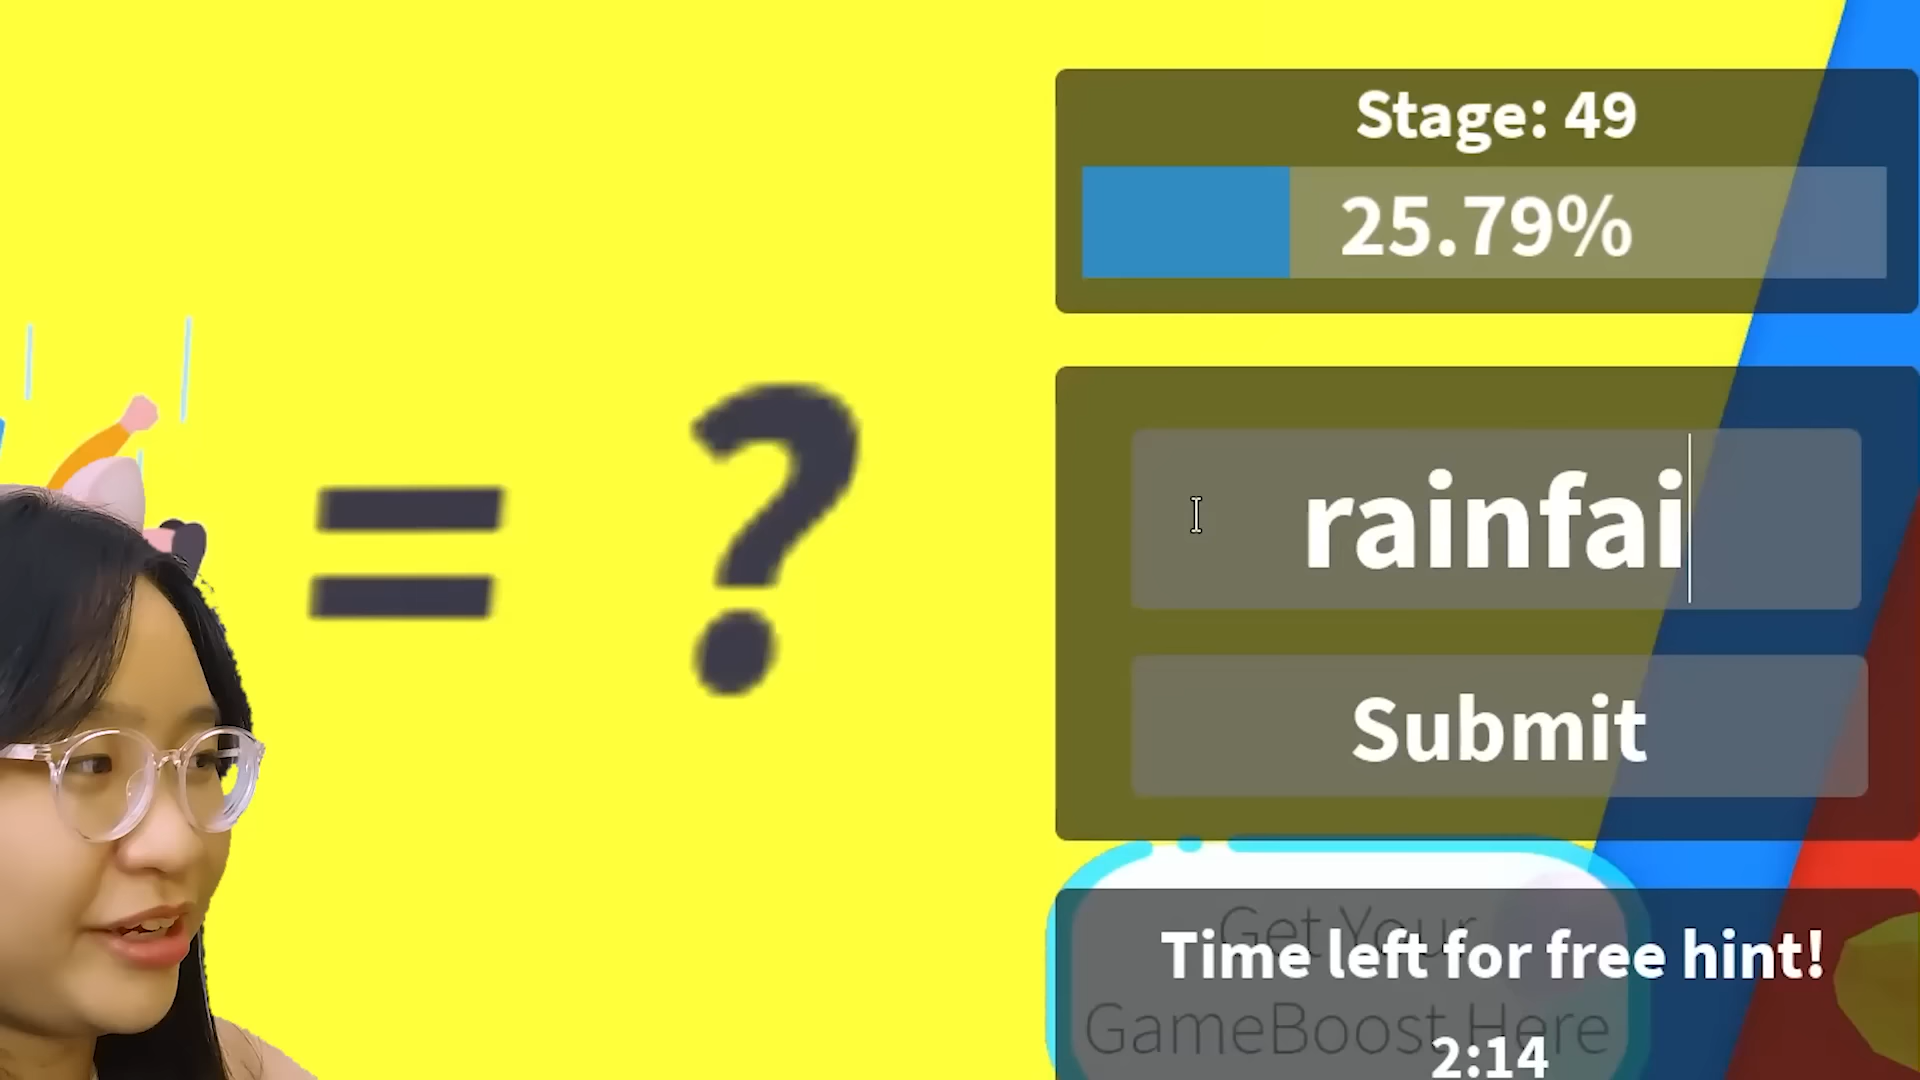 Stage: 49
25.79%
= ?
rainfai
Submit
Get Your
Time left for free hint!
GameBoost Here
2:14